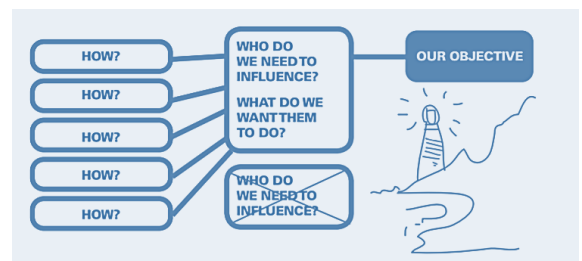 HOW?
HOW?
HOW?
HOW?
HOW?
WHO DO
WE NEED TO
INFLUENCE?
WHAT DO WE
WANT THEM
TO DO?
WHO DO
WE NEED TO
INFLUENCE?
OUR OBJECTIVE